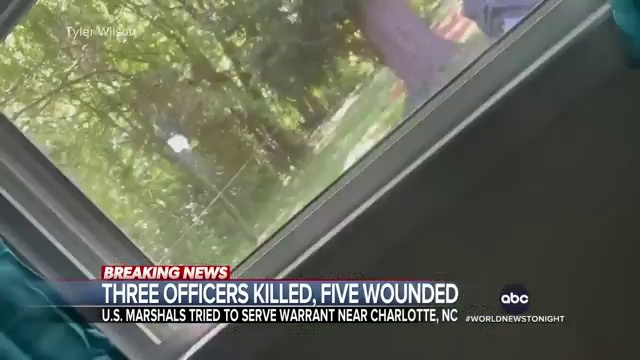 Tyler Wilson
BREAKING NEWS
THREE OFFICERS KILLED, FIVE WOUNDED
abc
U.S. MARSHALS TRIED TO SERVE WARRANT NEAR CHARLOTTE, NC
#WORLDNEWSTONIGHT